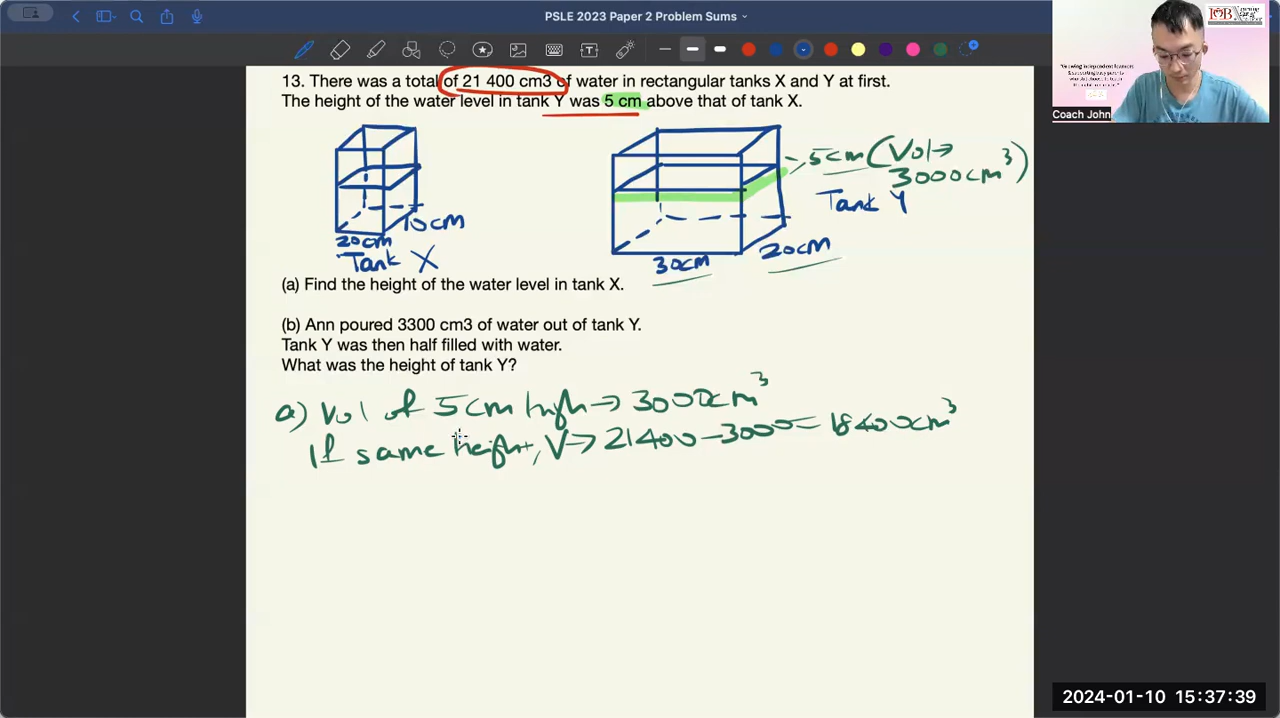 PSLE 2023 Paper 2 Problem Sums
13. There was a total of 21 400 cm3 of water in rectangular tanks X and Y at first.
The height of the water level in tank Y was 5 cm above that of tank X.
5cm (Vol→
3000cm³)
Tank Y
10cm
20cm
Tank X
20cm
30cm
(a) Find the height of the water level in tank X.
(b) Ann poured 3300 cm3 of water out of tank Y.
Tank Y was then half filled with water.
What was the height of tank Y?
a) Vol of 5cm high → 3000cm³
If same height, V → 21400 - 3000 = 18400cm³
Coach John
2024-01-10 15:37:39